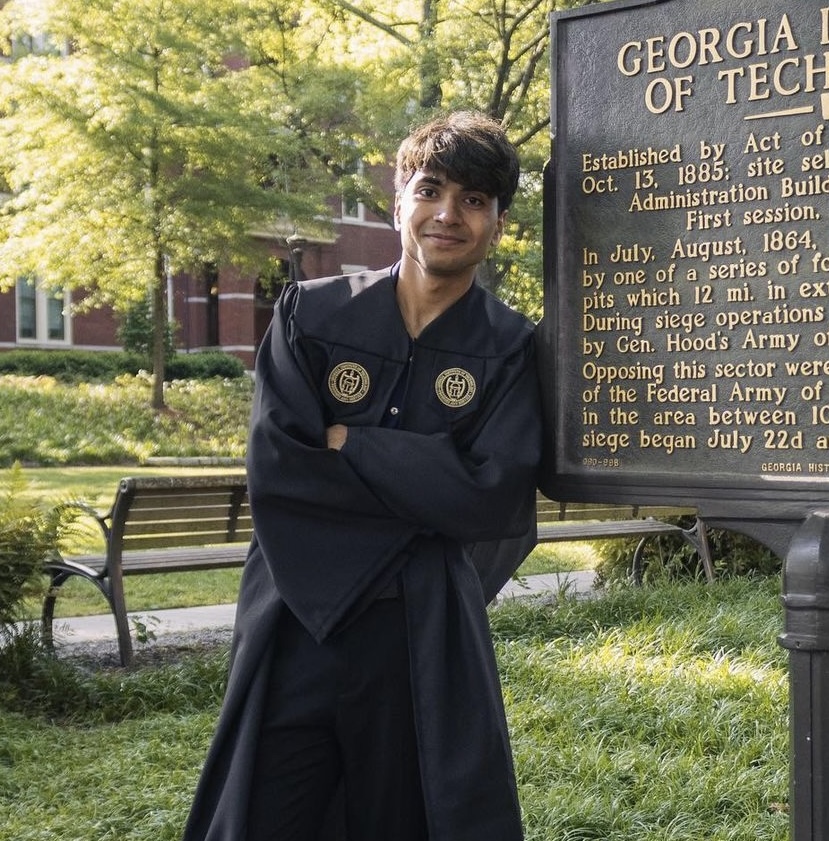 GEORGIA I
OF TECH
Established by Act of
Oct. 13, 1885; site sel
Administration Build
First session,
In July, August, 1864,
by one of a series of fo
pits which 12 mi. in ex
During siege operations
by Gen. Hood's Army o
Opposing this sector were
of the Federal Army of
in the area between 10
siege began July 22d a
060-99B
GEORGIA HIST